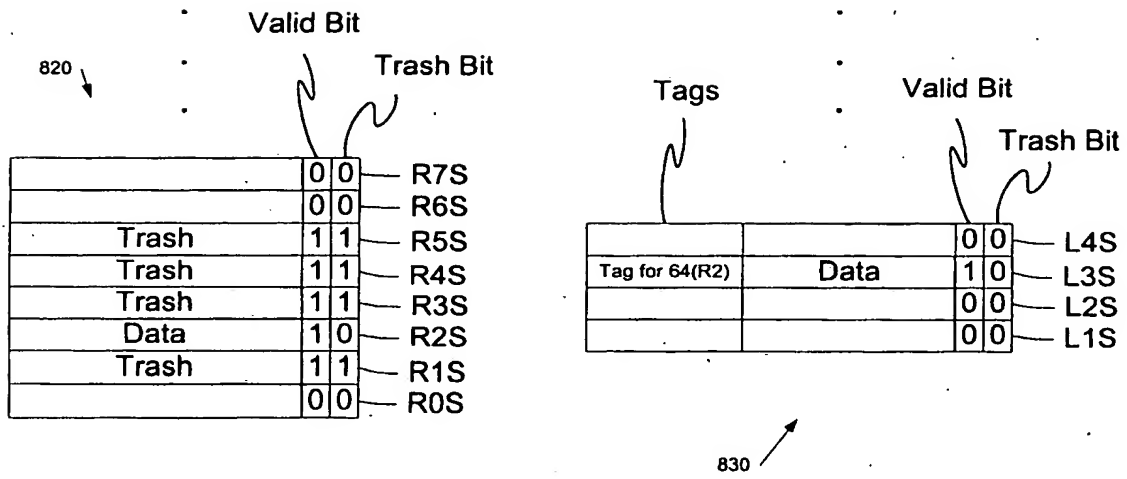 820
Valid Bit
Trash Bit
0 0 R7S
0 0 R6S
Trash 1 1 R5S
Trash 1 1 R4S
Trash 1 1 R3S
Data 1 0 R2S
Trash 1 1 R1S
0 0 R0S
Tags
Valid Bit
Trash Bit
0 0 L4S
Tag for 64(R2) Data 1 0 L3S
0 0 L2S
0 0 L1S
830